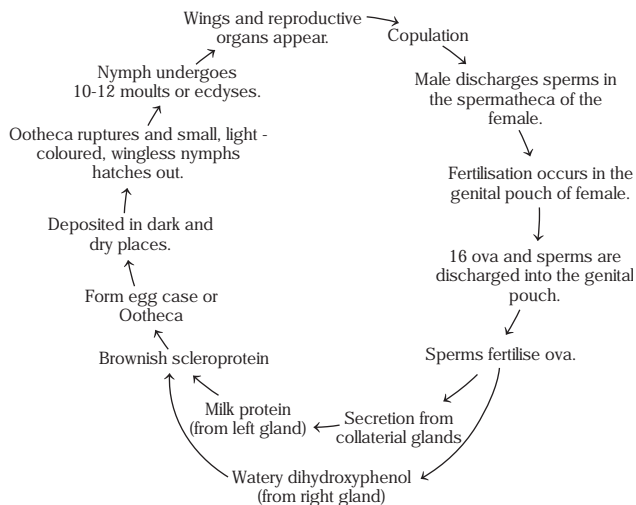 Wings and reproductive
organs appear.
Copulation
Male discharges sperms in
the spermatheca of the
female.
Fertilisation occurs in the
genital pouch of female.
16 ova and sperms are
discharged into the genital
pouch.
Sperms fertilise ova.
Secretion from
collaterial glands
Milk protein
(from left gland)
Watery dihydroxyphenol
(from right gland)
Brownish scleroprotein
Form egg case or
Ootheca
Deposited in dark and
dry places.
Ootheca ruptures and small, light -
coloured, wingless nymphs
hatches out.
Nymph undergoes
10-12 moults or ecdyses.